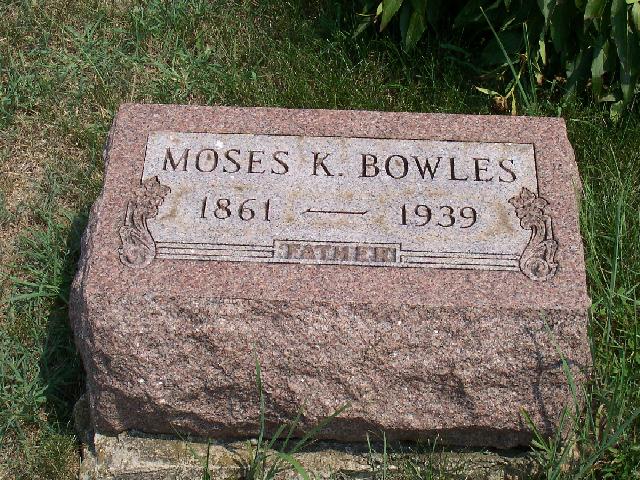 MOSES K. BOWLES
1861 — 1939
FATHER